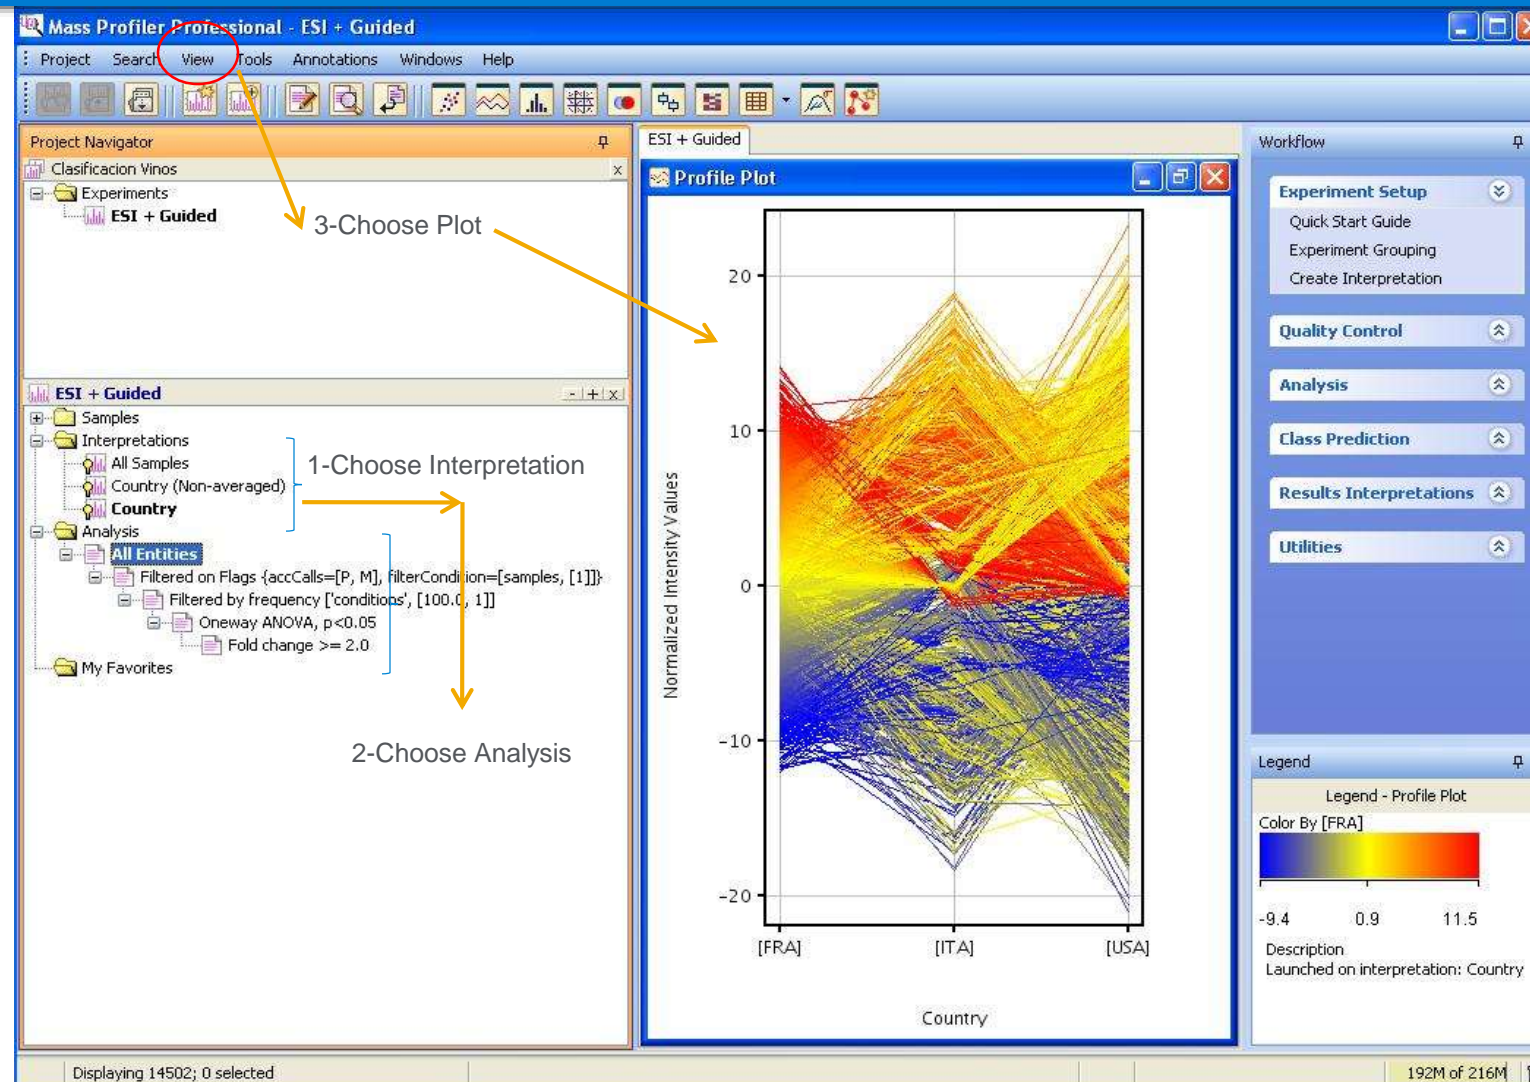 Mass Profiler Professional - ESI + Guided
Project Search View Tools Annotations Windows Help
Project Navigator
Clasificacion Vinos
Experiments
ESI + Guided
3-Choose Plot
ESI + Guided
Samples
Interpretations
All Samples
Country (Non-averaged)
Country
1-Choose Interpretation
Analysis
All Entities
Filtered on Flags {accCalls=[P, M], filterCondition=[samples, [1]]}
Filtered by frequency ['conditions', [100.0, 1]]
Oneway ANOVA, p<0.05
Fold change >= 2.0
My Favorites
2-Choose Analysis
ESI + Guided
Profile Plot
20
10
0
-10
-20
Normalized Intensity Values
[FRA] [ITA] [USA]
Country
Workflow
Experiment Setup
Quick Start Guide
Experiment Grouping
Create Interpretation
Quality Control
Analysis
Class Prediction
Results Interpretations
Utilities
Legend
Legend - Profile Plot
Color By [FRA]
-9.4 0.9 11.5
Description
Launched on interpretation: Country
Displaying 14502; 0 selected
192M of 216M